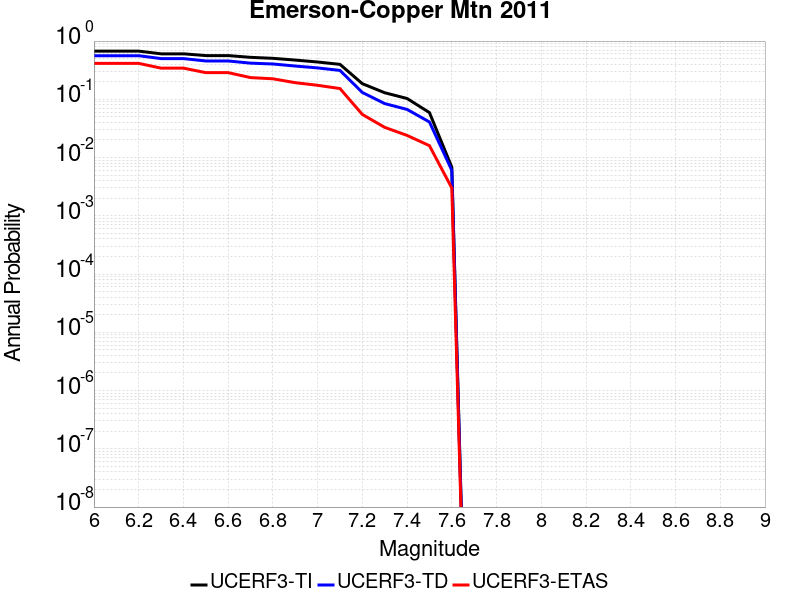 Emerson-Copper Mtn 2011
10^0
10^-1
10^-2
10^-3
10^-4
10^-5
10^-6
10^-7
10^-8
Annual Probability
6 6.2 6.4 6.6 6.8 7 7.2 7.4 7.6 7.8 8 8.2 8.4 8.6 8.8 9
Magnitude
UCERF3-TI UCERF3-TD UCERF3-ETAS